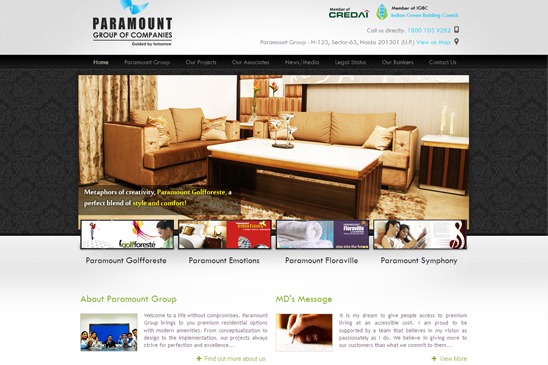 PARAMOUNT
GROUP OF COMPANIES
Guided by tomorrow
Member of
CREDAI
Member of IGBC
Indian Green Building Council
Call us directly: 1800 103 9282
Paramount Group - H-123, Sector-63, Noida 201301 (U.P.) View on Map
Home Paramount Group Our Projects Our Associates News/Media Legal Status Our Bankers Contact Us
Metaphors of creativity, Paramount Golfforeste, a
perfect blend of style and comfort!
golfforesté
Paramount Emotions
PARAMOUNT Floraville
Paramount Golfforeste Paramount Emotions Paramount Floraville Paramount Symphony
About Paramount Group
Welcome to a life without compromises. Paramount
Group brings to you premium residential options
with modern amenities. From conceptualization to
design to the implementation, our projects always
strive for perfection and excellence...
Find out more about us
MD's Message
It is my dream to give people access to premium
living at an accessible cost. I am proud to be
supported by a team that believes in my vision as
passionately as I do. We believe in giving more to
our customers than what we commit to them...
View More